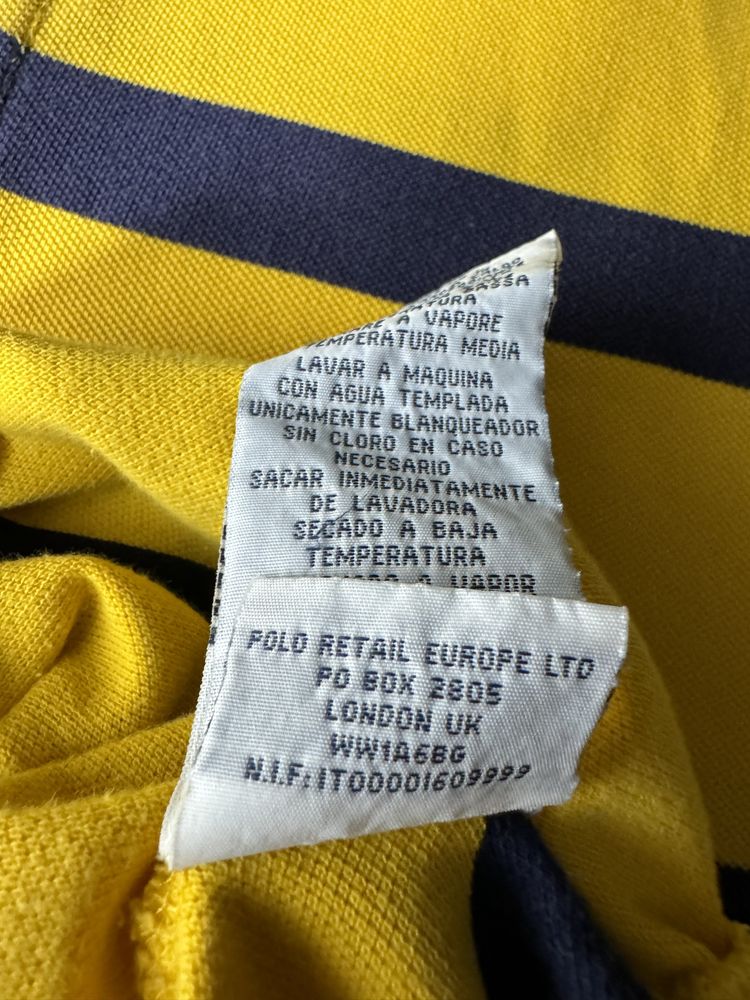 A VAPORE
TEMPERATURA MEDIA
LAVAR A MAQUINA
CON AGUA TEMPLADA
UNICAMENTE BLANQUEADOR
SIN CLORO EN CASO
NECESARIO
SACAR INMEDIATAMENTE
DE LAVADORA
SECADO A BAJA
TEMPERATURA
A VAPOR
POLO RETAIL EUROPE LTD
PO BOX 2805
LONDON UK
WW1A6BG
N.I.F:IT00001609999